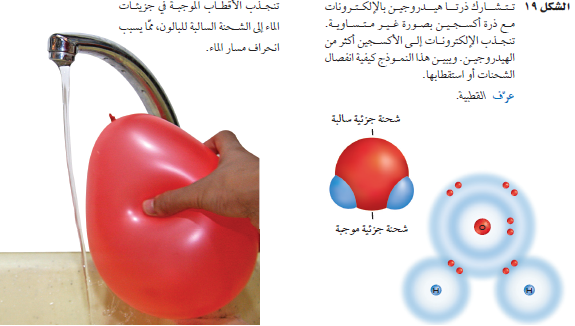 الشكل ١٩ تتشارك ذرتا هيدروجين بالإلكترونات
مع ذرة أكسجين بصورة غير متساوية.
تنجذب الإلكترونات إلى الأكسجين أكثر من
الهيدروجين. ويبين هذا النموذج كيفية انفصال
الشحنات أو استقطابها.
عرّف القطبية.
تنجذب الأقطاب الموجبة في جزيئات
الماء إلى الشحنة السالبة للبالون، ممّا يسبب
انحراف مسار الماء.
شحنة جزئية سالبة
شحنة جزئية موجبة
O
H
H